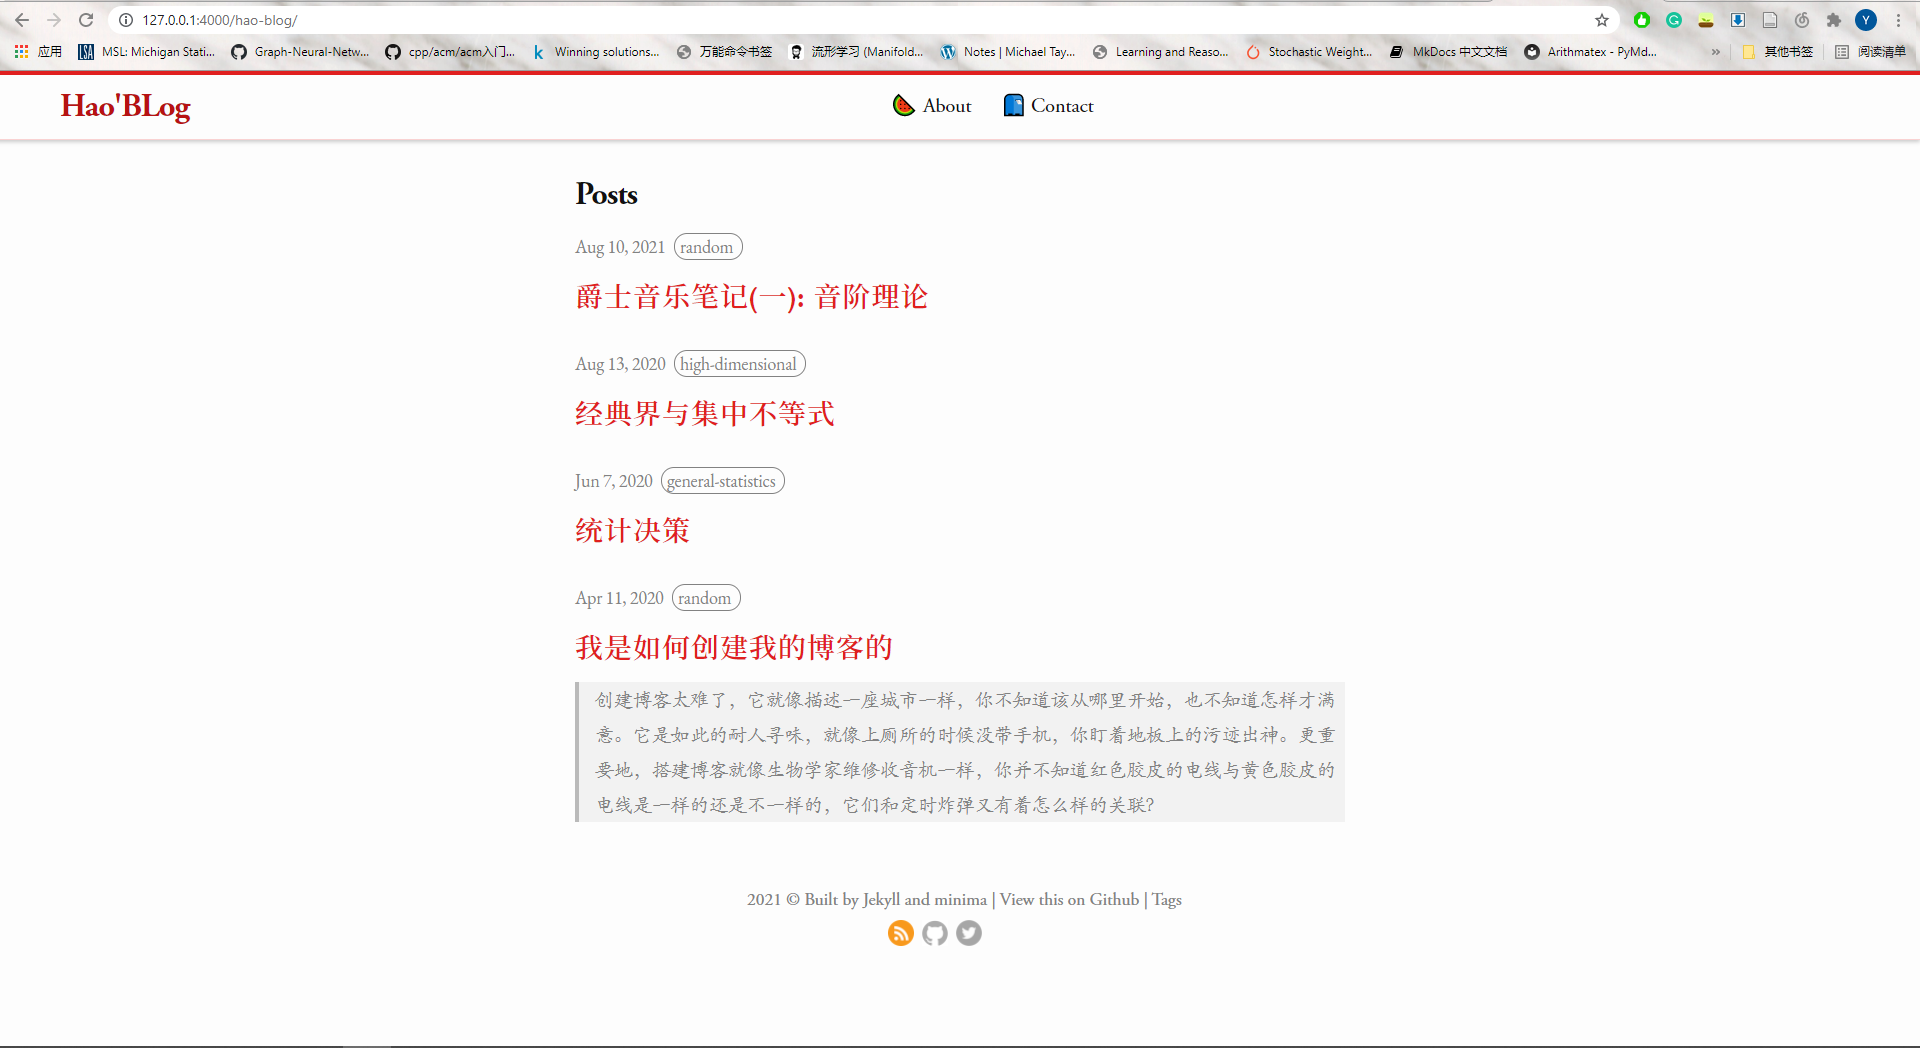 127.0.0.1:4000/hao-blog/
应用 MSL: Michigan Stati... Graph-Neural-Netw... cpp/acm/acm入门... Winning solutions... 万能命令书签 流形学习 (Manifold... Notes | Michael Tay... Learning and Reaso... Stochastic Weight... MkDocs 中文文档 Arithmatex - PyMd... » 其他书签 阅读清单
Hao'BLog About Contact
Posts
Aug 10, 2021 random
爵士音乐笔记(一): 音阶理论
Aug 13, 2020 high-dimensional
经典界与集中不等式
Jun 7, 2020 general-statistics
统计决策
Apr 11, 2020 random
我是如何创建我的博客的
创建博客太难了，它就像描述一座城市一样，你不知道该从哪里开始，也不知道怎样才满
意。它是如此的耐人寻味，就像上厕所的时候没带手机，你盯着地板上的污迹出神。更重
要地，搭建博客就像生物学家维修收音机一样，你并不知道红色胶皮的电线与黄色胶皮的
电线是一样的还是不一样的，它们和定时炸弹又有着怎么样的关联？
2021 © Built by Jekyll and minima | View this on Github | Tags